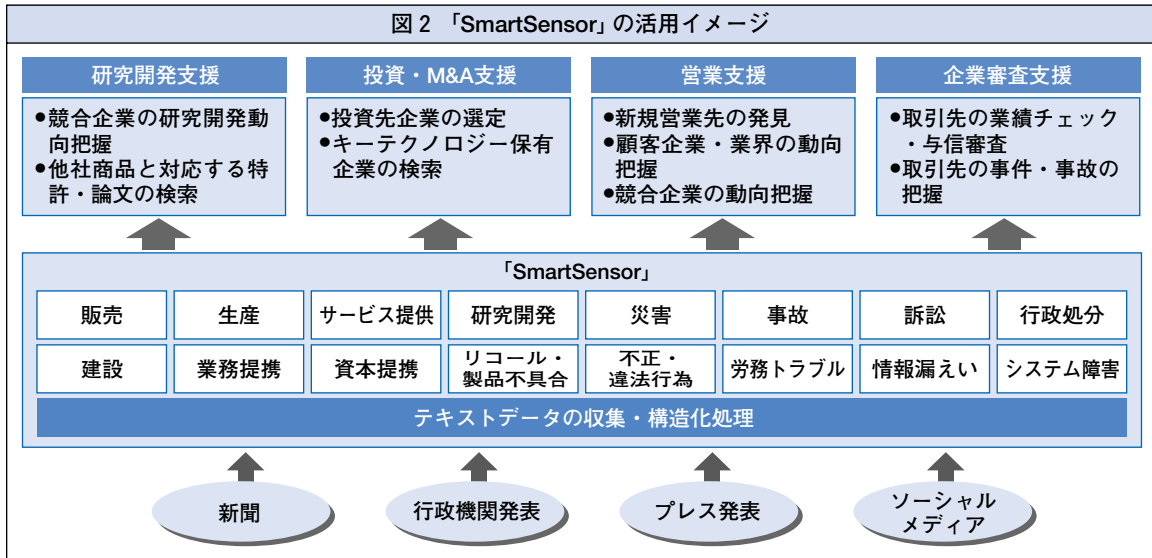 図 2 「SmartSensor」の活用イメージ
研究開発支援
●競合企業の研究開発動
向把握
●他社商品と対応する特
許・論文の検索
投資・M&A支援
●投資先企業の選定
●キーテクノロジー保有
企業の検索
営業支援
●新規営業先の発見
●顧客企業・業界の動向
把握
●競合企業の動向把握
企業審査支援
●取引先の業績チェック
・与信審査
●取引先の事件・事故の
把握
「SmartSensor」
販売
生産
サービス提供
研究開発
災害
事故
訴訟
行政処分
建設
業務提携
資本提携
リコール・
製品不具合
不正・
違法行為
労務トラブル
情報漏えい
システム障害
テキストデータの収集・構造化処理
新聞
行政機関発表
プレス発表
ソーシャル
メディア